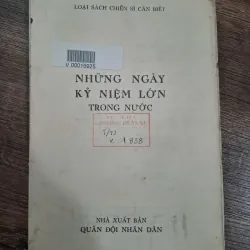 LOẠI SÁCH CHIẾN SĨ CẦN BIẾT
V.00019925
NHỮNG NGÀY
KỶ NIỆM LỚN
TRONG NƯỚC
NHÀ XUẤT BẢN
QUÂN ĐỘI NHÂN DÂN